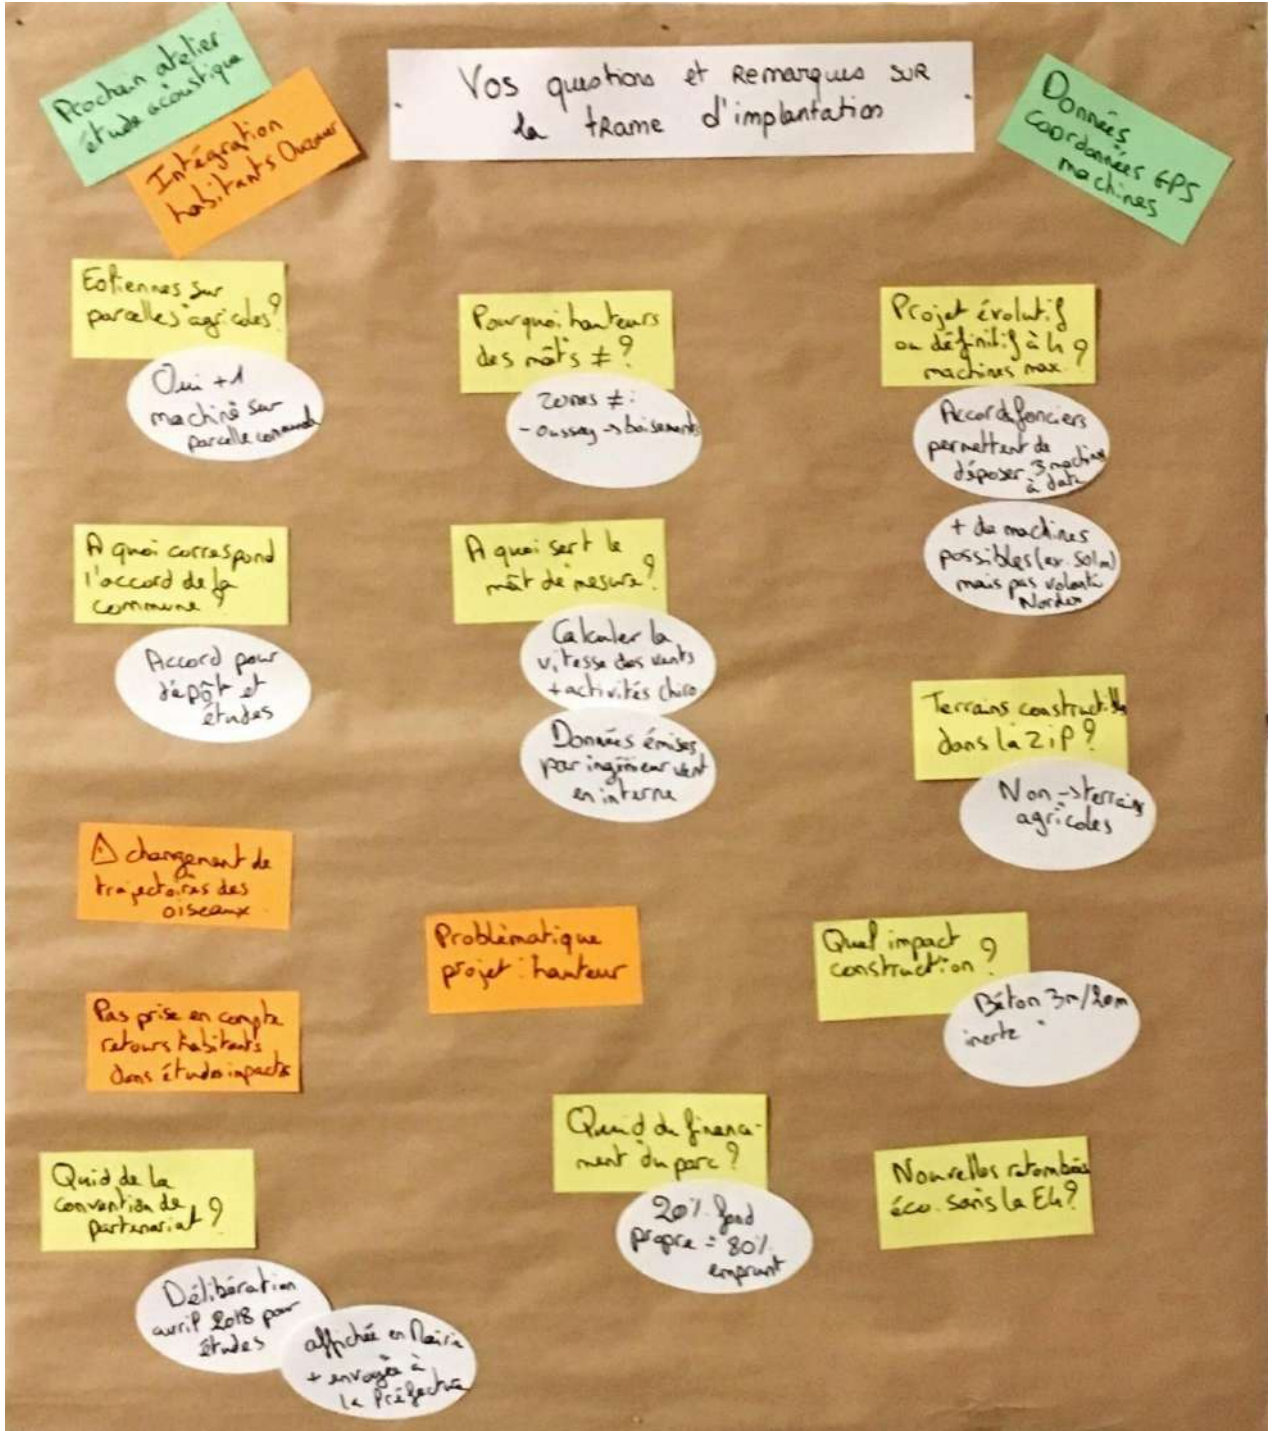 Vos questions et Remarques SUR
la tRame d'implantation
Prochain atelier
étude acoustique
Intégration
habitants Ouzouer
Données
coordonnées GPS
machines
Eoliennes sur
parcelles agricoles ?
Oui +1
machine sur
parcelle communale
Pourquoi hauteurs
des mâts ≠ ?
zones ≠ :
- Oussoy -> boisements
Projet évolutif
ou définitif à 4
machines max ?
Accords fonciers
permettent de
déposer 3 machines
à date
+ de machines
possibles (ex. 50lm)
mais pas volonté
Nordex
A quoi correspond
l'accord de la
commune ?
Accord pour
dépôt et
études
A quoi sert le
mât de mesure ?
Calculer la
vitesse des vents
+ activités chiro
Données émises
par ingénieur vent
en interne
Terrains constructibles
dans la ZiP ?
Non -> terrains
agricoles
⚠ changement de
trajectoires des
oiseaux
Problématique
projet : hauteur
Quel impact
construction ?
Béton 3m/20m
inerte
Pas prise en compte
retours habitants
dans études impacts
Quid du finance-
ment du parc ?
20% fond
propre = 80%
emprunt
Nouvelles retombées
éco. sans la E4 ?
Quid de la
convention de
partenariat ?
Délibération
avril 2018 pour
études
affichée en Mairie
+ envoyée à
la Préfecture